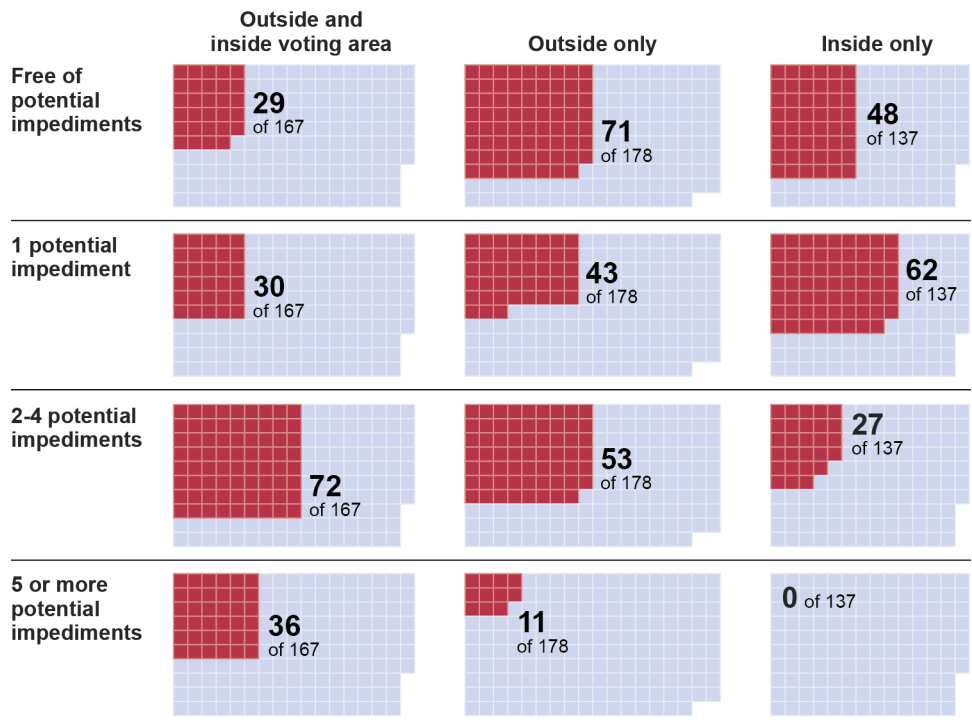 Outside and
inside voting area
Outside only
Inside only
Free of
potential
impediments
29
of 167
71
of 178
48
of 137
1 potential
impediment
30
of 167
43
of 178
62
of 137
2-4 potential
impediments
72
of 167
53
of 178
27
of 137
5 or more
potential
impediments
36
of 167
11
of 178
0 of 137